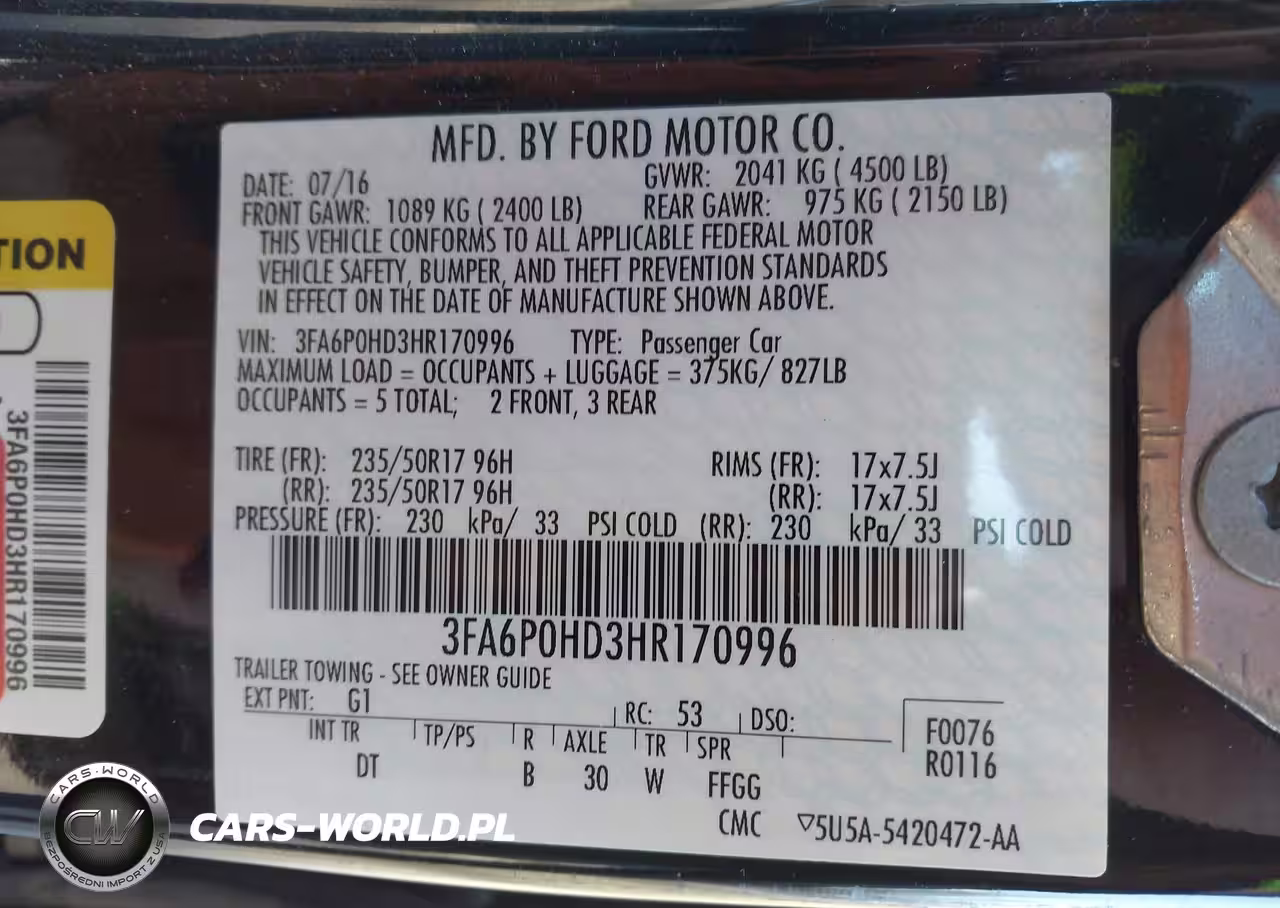 MFD. BY FORD MOTOR CO.
DATE: 07/16 GVWR: 2041 KG ( 4500 LB)
FRONT GAWR: 1089 KG ( 2400 LB) REAR GAWR: 975 KG ( 2150 LB)
THIS VEHICLE CONFORMS TO ALL APPLICABLE FEDERAL MOTOR
VEHICLE SAFETY, BUMPER, AND THEFT PREVENTION STANDARDS
IN EFFECT ON THE DATE OF MANUFACTURE SHOWN ABOVE.
VIN: 3FA6P0HD3HR170996 TYPE: Passenger Car
MAXIMUM LOAD = OCCUPANTS + LUGGAGE = 375KG/ 827LB
OCCUPANTS = 5 TOTAL; 2 FRONT, 3 REAR
TIRE (FR): 235/50R17 96H RIMS (FR): 17x7.5J
(RR): 235/50R17 96H (RR): 17x7.5J
PRESSURE (FR): 230 kPa/ 33 PSI COLD (RR): 230 kPa/ 33 PSI COLD
3FA6P0HD3HR170996
TRAILER TOWING - SEE OWNER GUIDE
EXT PNT: G1 RC: 53 DSO:
INT TR TP/PS R AXLE TR SPR
DT B 30 W FFGG
F0076
R0116
CMC ▽5U5A-5420472-AA
TION
3FA6P0HD3HR170996
CARS-WORLD
CW
BEZPOŚREDNI IMPORT Z USA
CARS-WORLD.PL